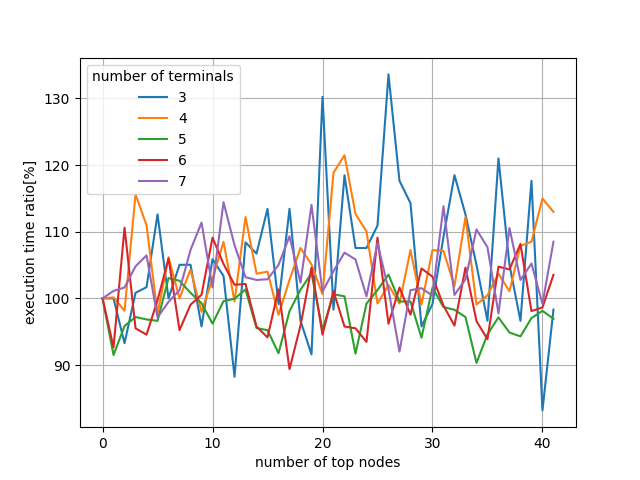 number of terminals
3
4
5
6
7
execution time ratio[%]
130
120
110
100
90
0 10 20 30 40
number of top nodes